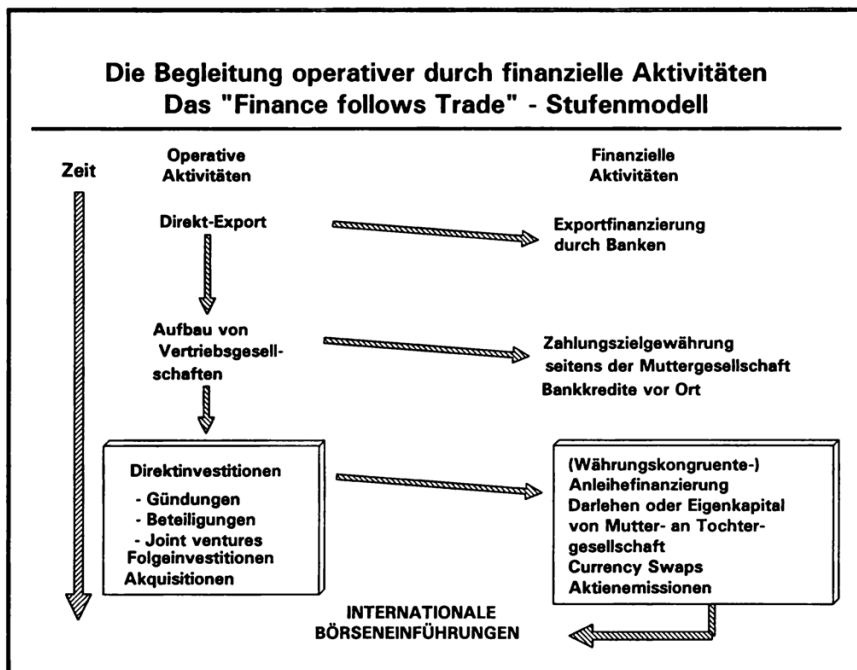 Die Begleitung operativer durch finanzielle Aktivitäten
Das "Finance follows Trade" - Stufenmodell
Zeit
Operative
Aktivitäten
Finanzielle
Aktivitäten
Direkt-Export
Exportfinanzierung
durch Banken
Aufbau von
Vertriebsgesell-
schaften
Zahlungszielgewährung
seitens der Muttergesellschaft
Bankkredite vor Ort
Direktinvestitionen
- Gündungen
- Beteiligungen
- Joint ventures
Folgeinvestitionen
Akquisitionen
(Währungskongruente-)
Anleihefinanzierung
Darlehen oder Eigenkapital
von Mutter- an Tochter-
gesellschaft
Currency Swaps
Aktienemissionen
INTERNATIONALE
BÖRSENEINFÜHRUNGEN